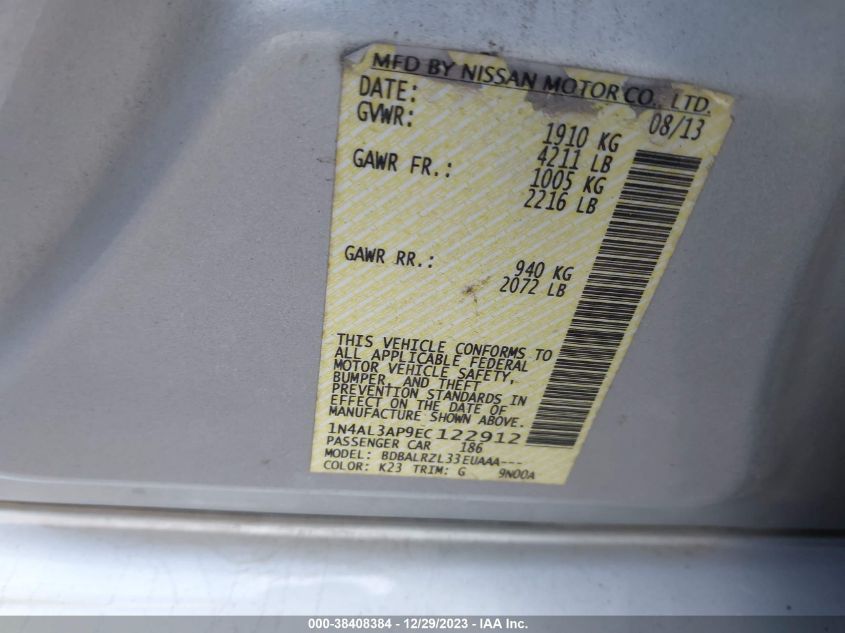 MFD BY NISSAN MOTOR CO., LTD.
DATE: 08/13
GVWR: 1910 KG
4211 LB
GAWR FR.: 1005 KG
2216 LB
GAWR RR.: 940 KG
2072 LB
THIS VEHICLE CONFORMS TO
ALL APPLICABLE FEDERAL
MOTOR VEHICLE SAFETY,
BUMPER, AND THEFT
PREVENTION STANDARDS IN
EFFECT ON THE DATE OF
MANUFACTURE SHOWN ABOVE.
1N4AL3AP9EC122912
PASSENGER CAR 186
MODEL: BDBALRZL33EUAAA---
COLOR: K23 TRIM: G 9N00A
000-38408384 - 12/29/2023 - IAA Inc.